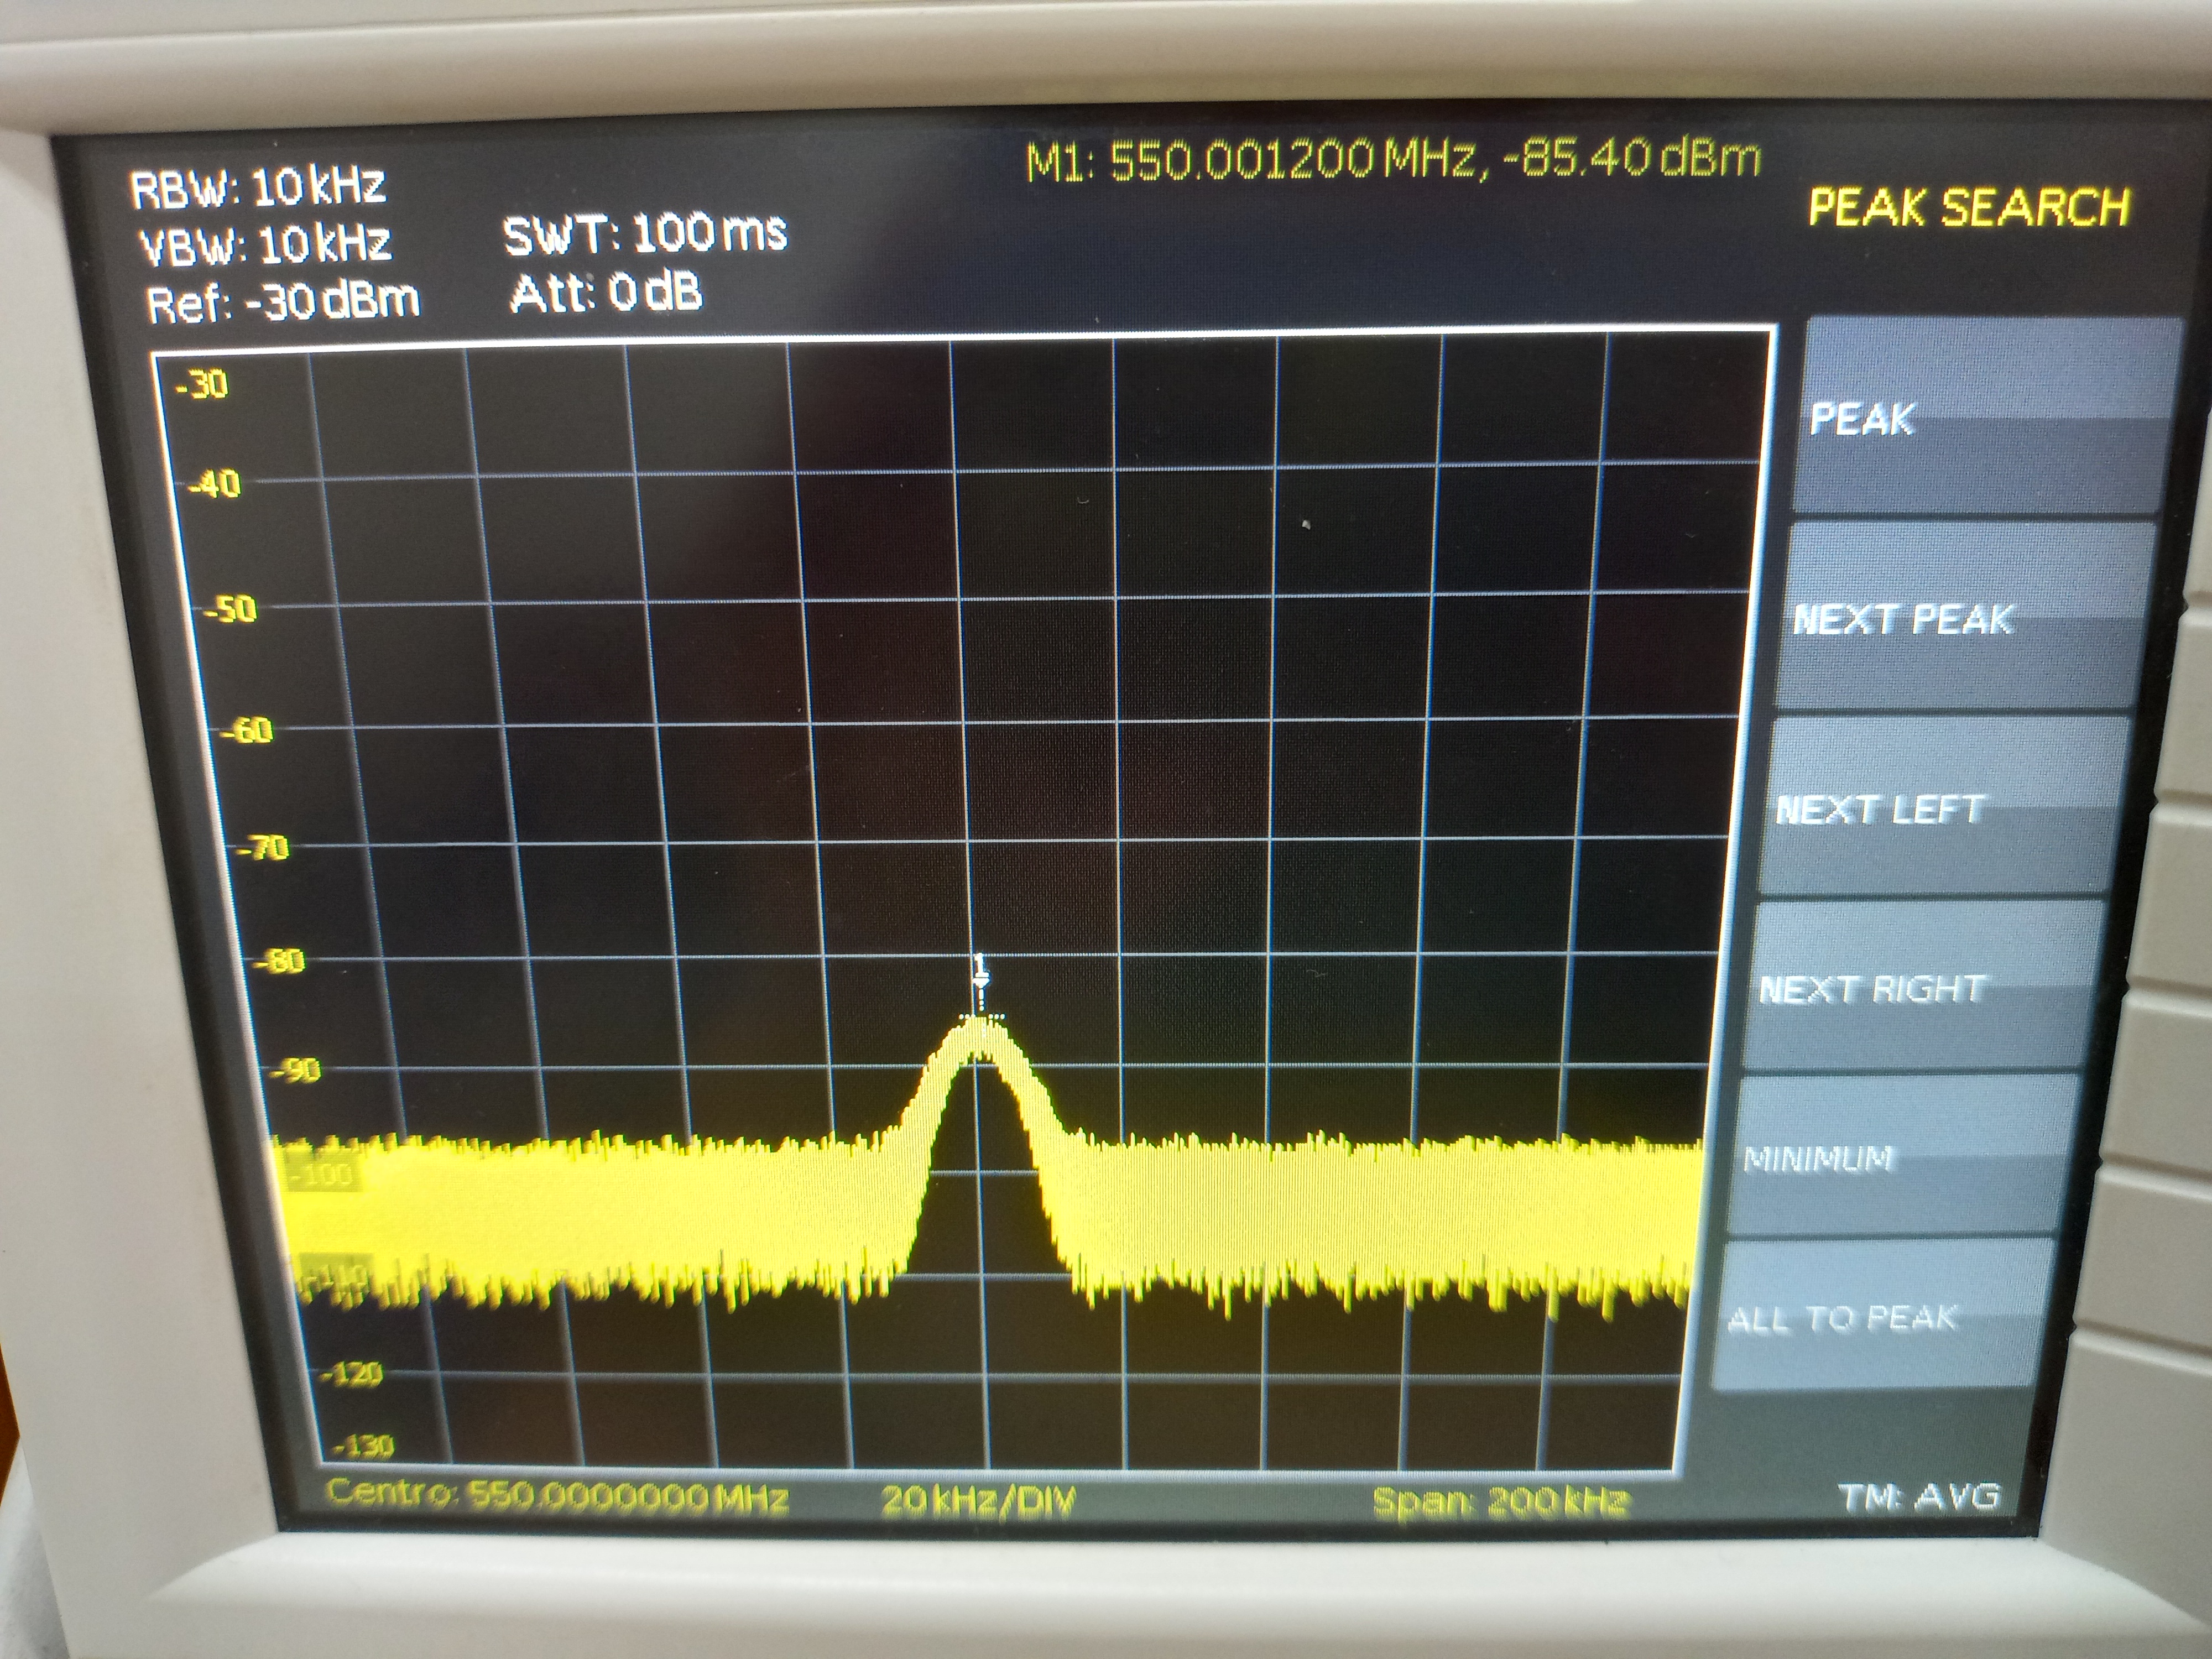 M1: 550.001200 MHz, -85.40 dBm
RBW: 10 kHz
VBW: 10 kHz
SWT: 100 ms
Ref: -30 dBm
Att: 0 dB
PEAK SEARCH
-30
-40
-50
-60
-70
-80
-90
-100
-110
-120
-130
1
PEAK
NEXT PEAK
NEXT LEFT
NEXT RIGHT
MINIMUM
ALL TO PEAK
Centro: 550.0000000 MHz
20 kHz/DIV
Span: 200 kHz
TM: AVG